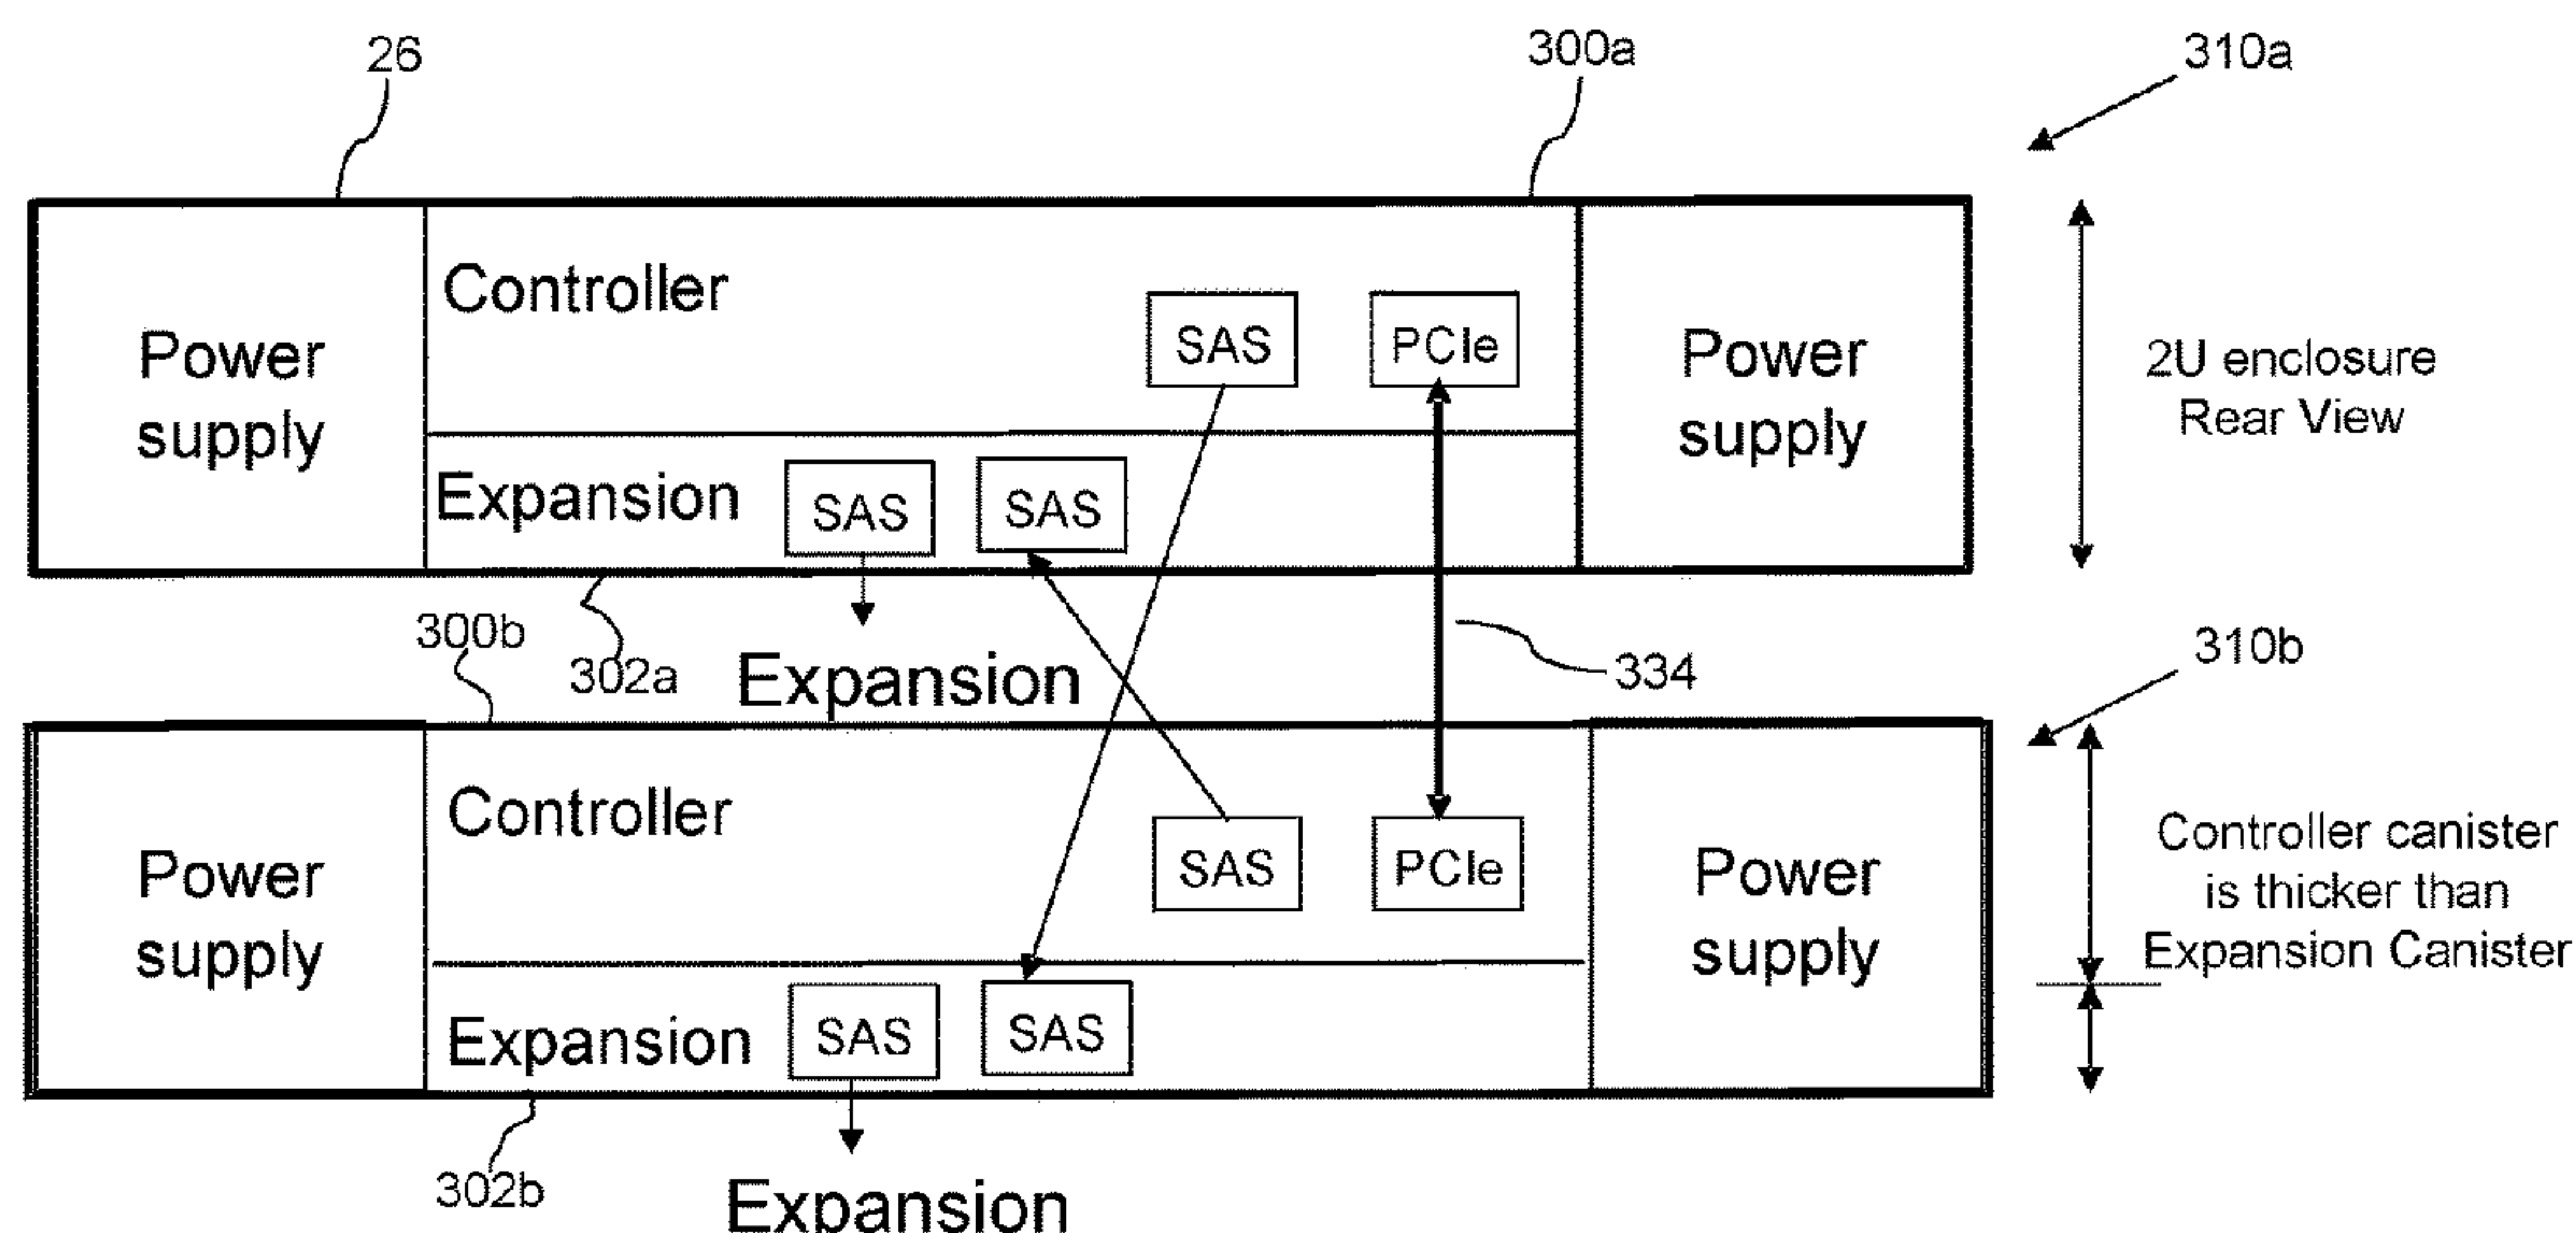 26
300a
310a
Controller
SAS
PCIe
Power
supply
Power
supply
2U enclosure
Rear View
Expansion
SAS
SAS
300b
302a
Expansion
334
310b
Controller
SAS
PCIe
Power
supply
Power
supply
Controller canister
is thicker than
Expansion Canister
Expansion
SAS
SAS
302b
Expansion